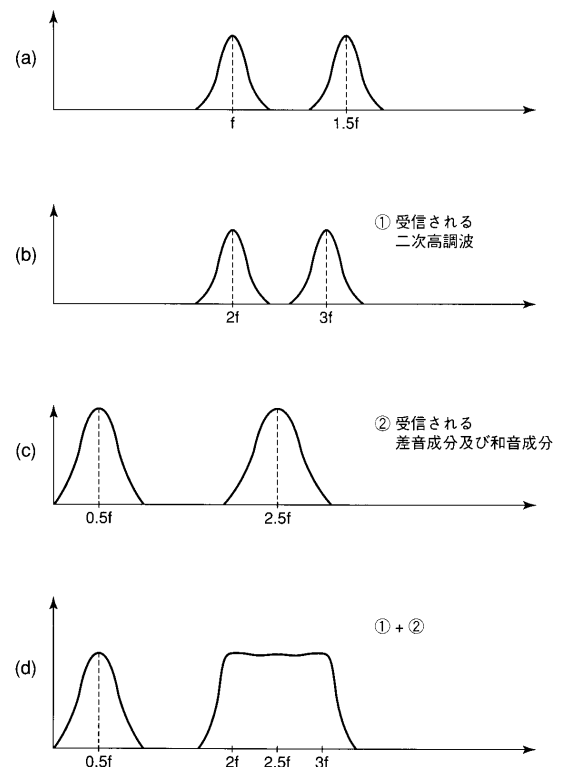 (a)
f 1.5f
(b)
① 受信される
二次高調波
2f 3f
(c)
② 受信される
差音成分及び和音成分
0.5f 2.5f
(d)
① + ②
0.5f 2f 2.5f 3f